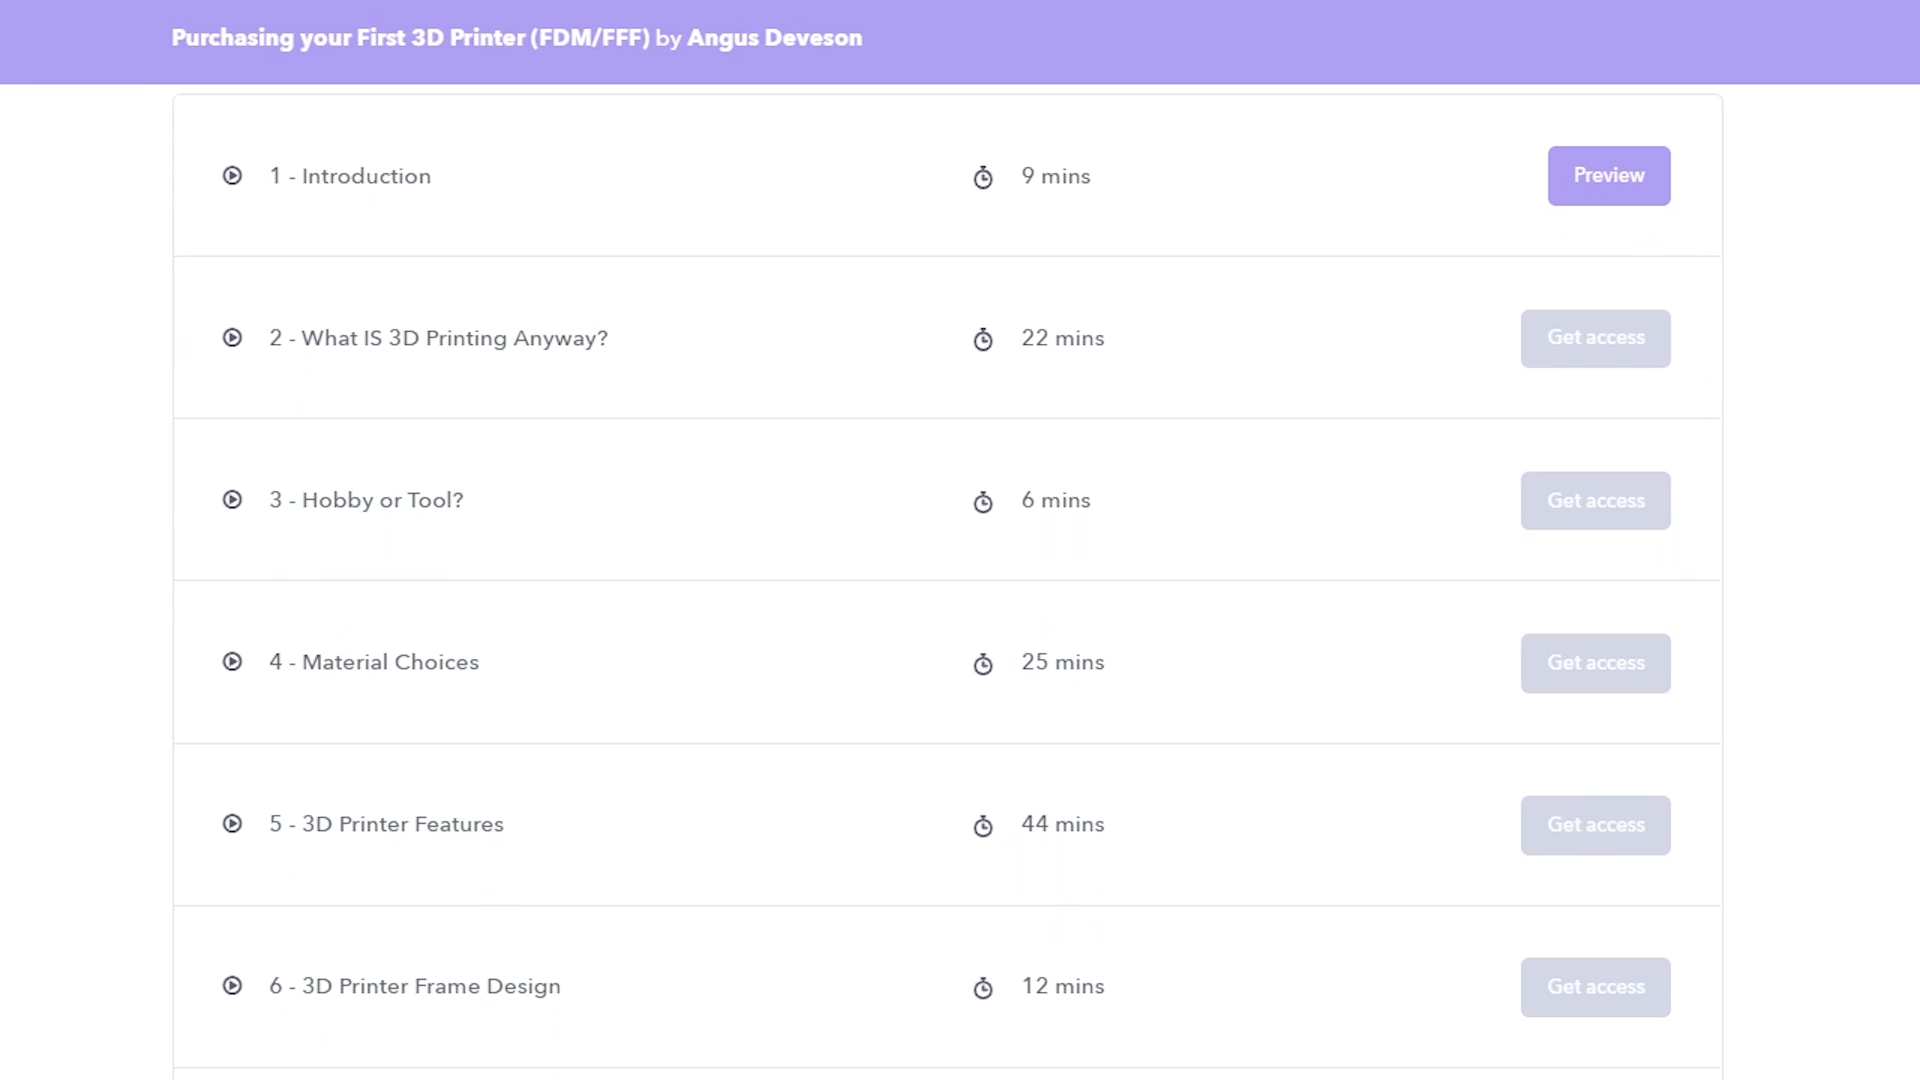 Purchasing your First 3D Printer (FDM/FFF) by Angus Deveson
1 - Introduction 9 mins Preview
2 - What IS 3D Printing Anyway? 22 mins Get access
3 - Hobby or Tool? 6 mins Get access
4 - Material Choices 25 mins Get access
5 - 3D Printer Features 44 mins Get access
6 - 3D Printer Frame Design 12 mins Get access